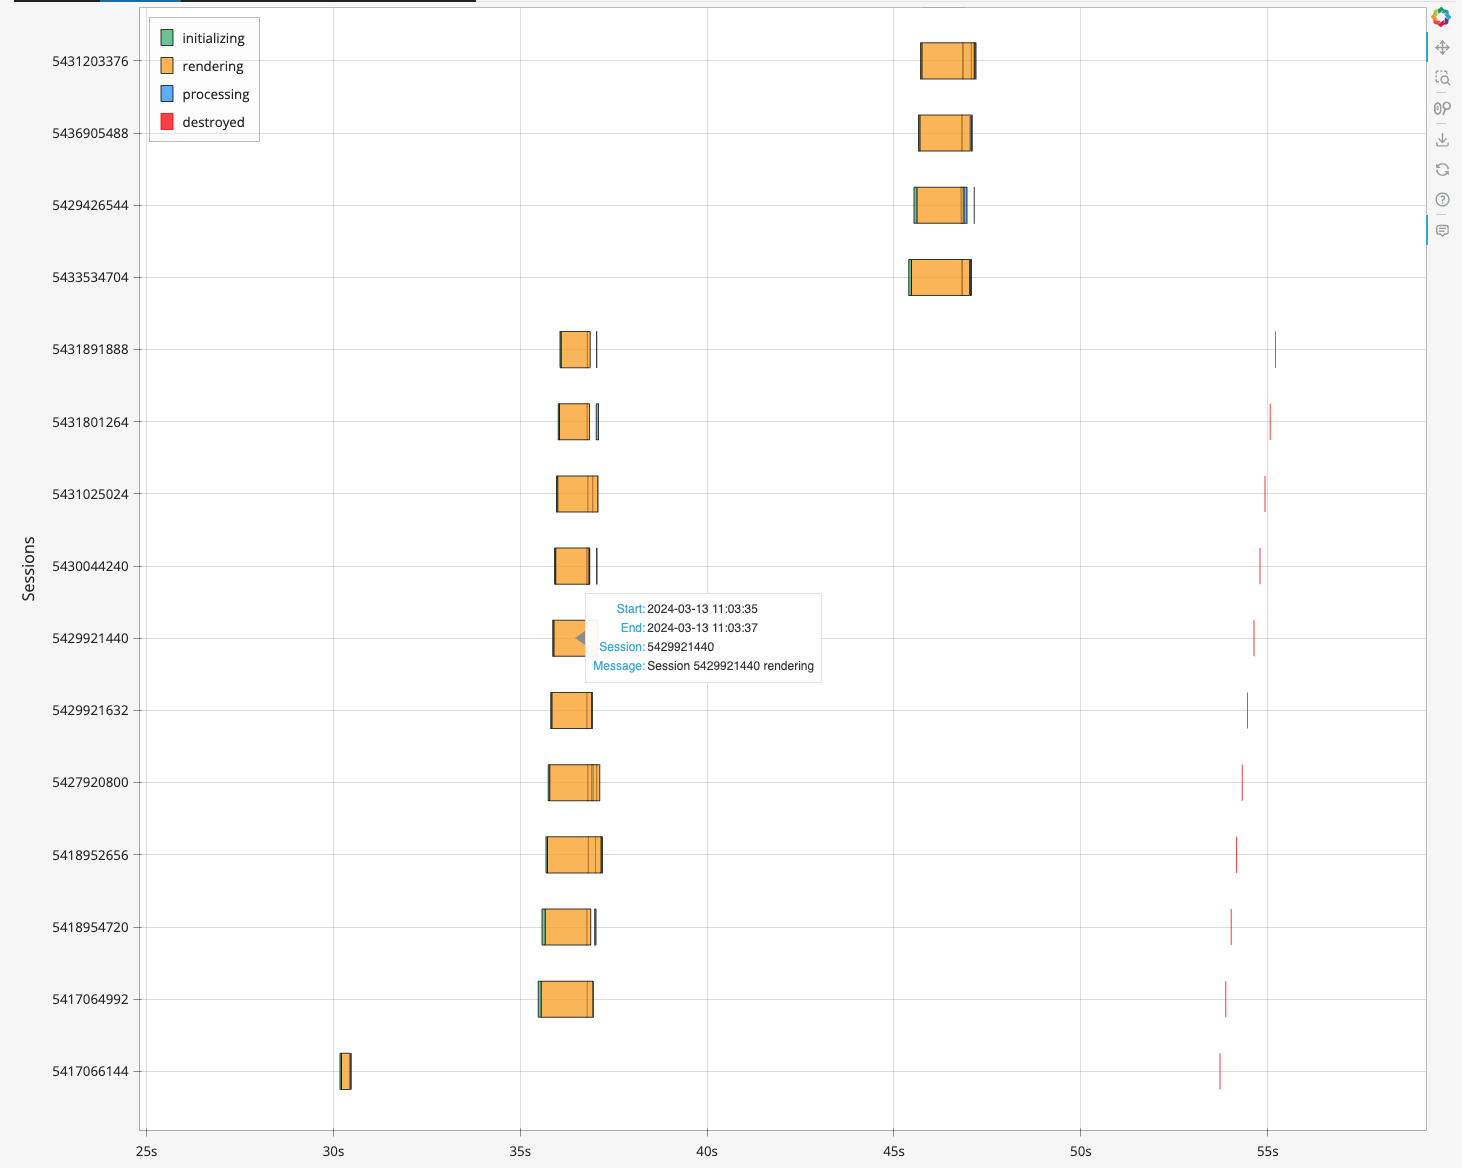 initializing
rendering
processing
destroyed
5431203376
5436905488
5429426544
5433534704
5431891888
5431801264
5431025024
5430044240
5429921440
5429921632
5427920800
5418952656
5418954720
5417064992
5417066144
Sessions
Start: 2024-03-13 11:03:35
End: 2024-03-13 11:03:37
Session: 5429921440
Message: Session 5429921440 rendering
25s
30s
35s
40s
45s
50s
55s